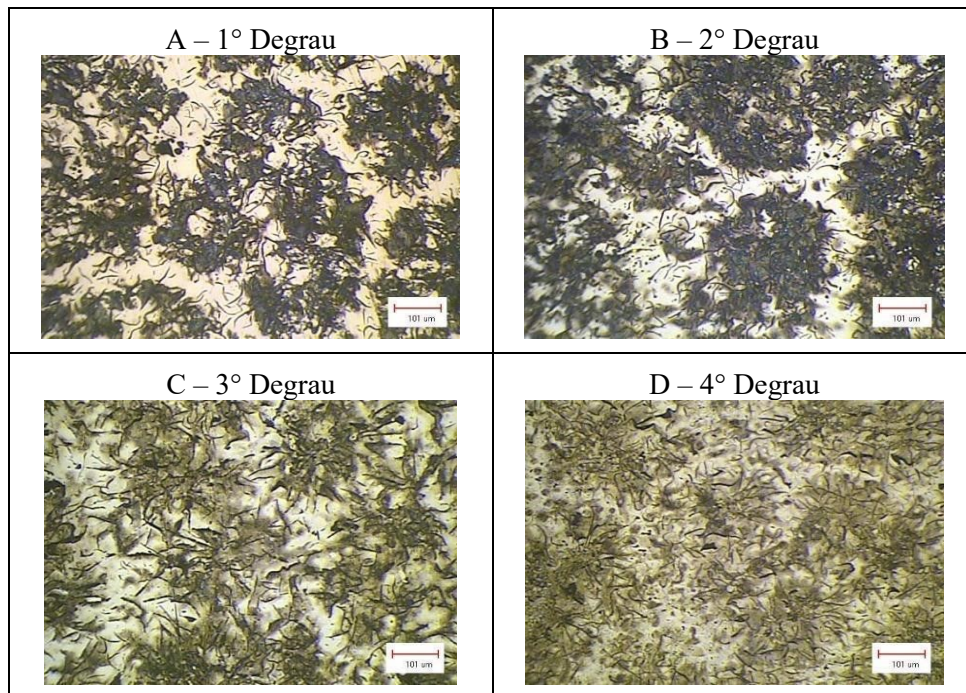 A – 1° Degrau
B – 2° Degrau
101 um
101 um
C – 3° Degrau
D – 4° Degrau
101 um
101 um